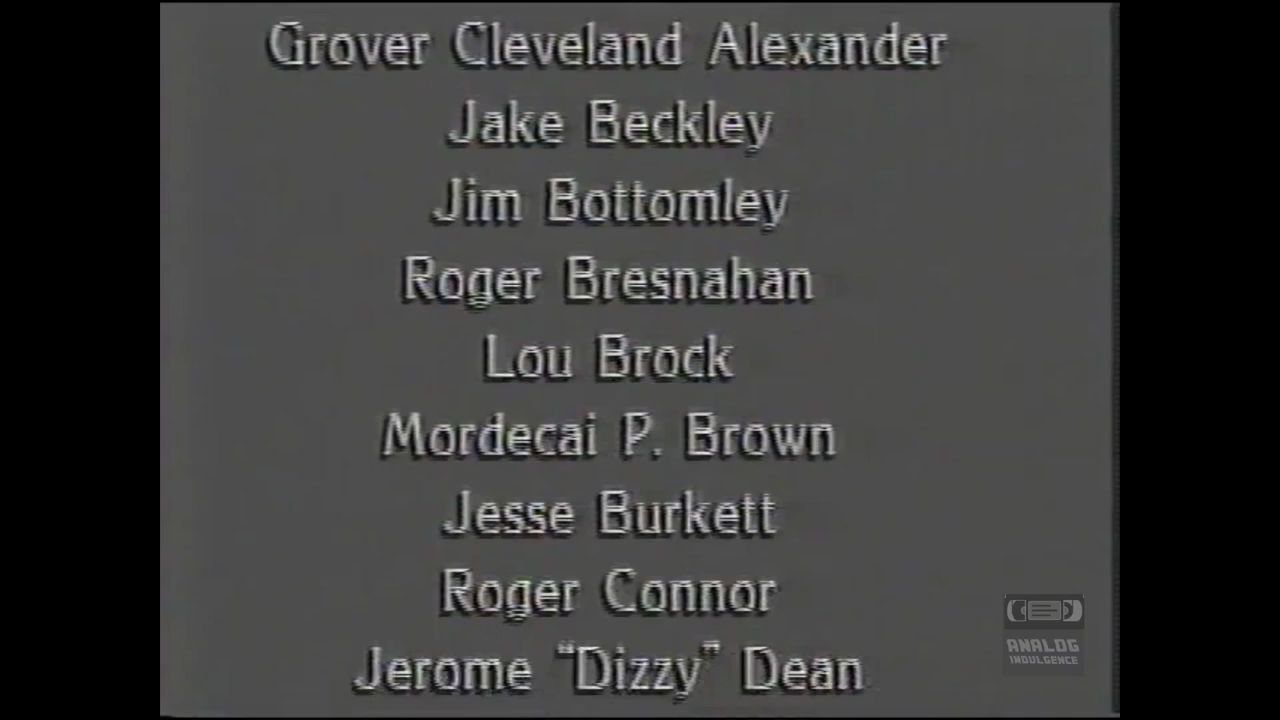 Grover Cleveland Alexander
Jake Beckley
Jim Bottomley
Roger Bresnahan
Lou Brock
Mordecai P. Brown
Jesse Burkett
Roger Connor
Jerome “Dizzy” Dean
ANALOG
INDULGENCE